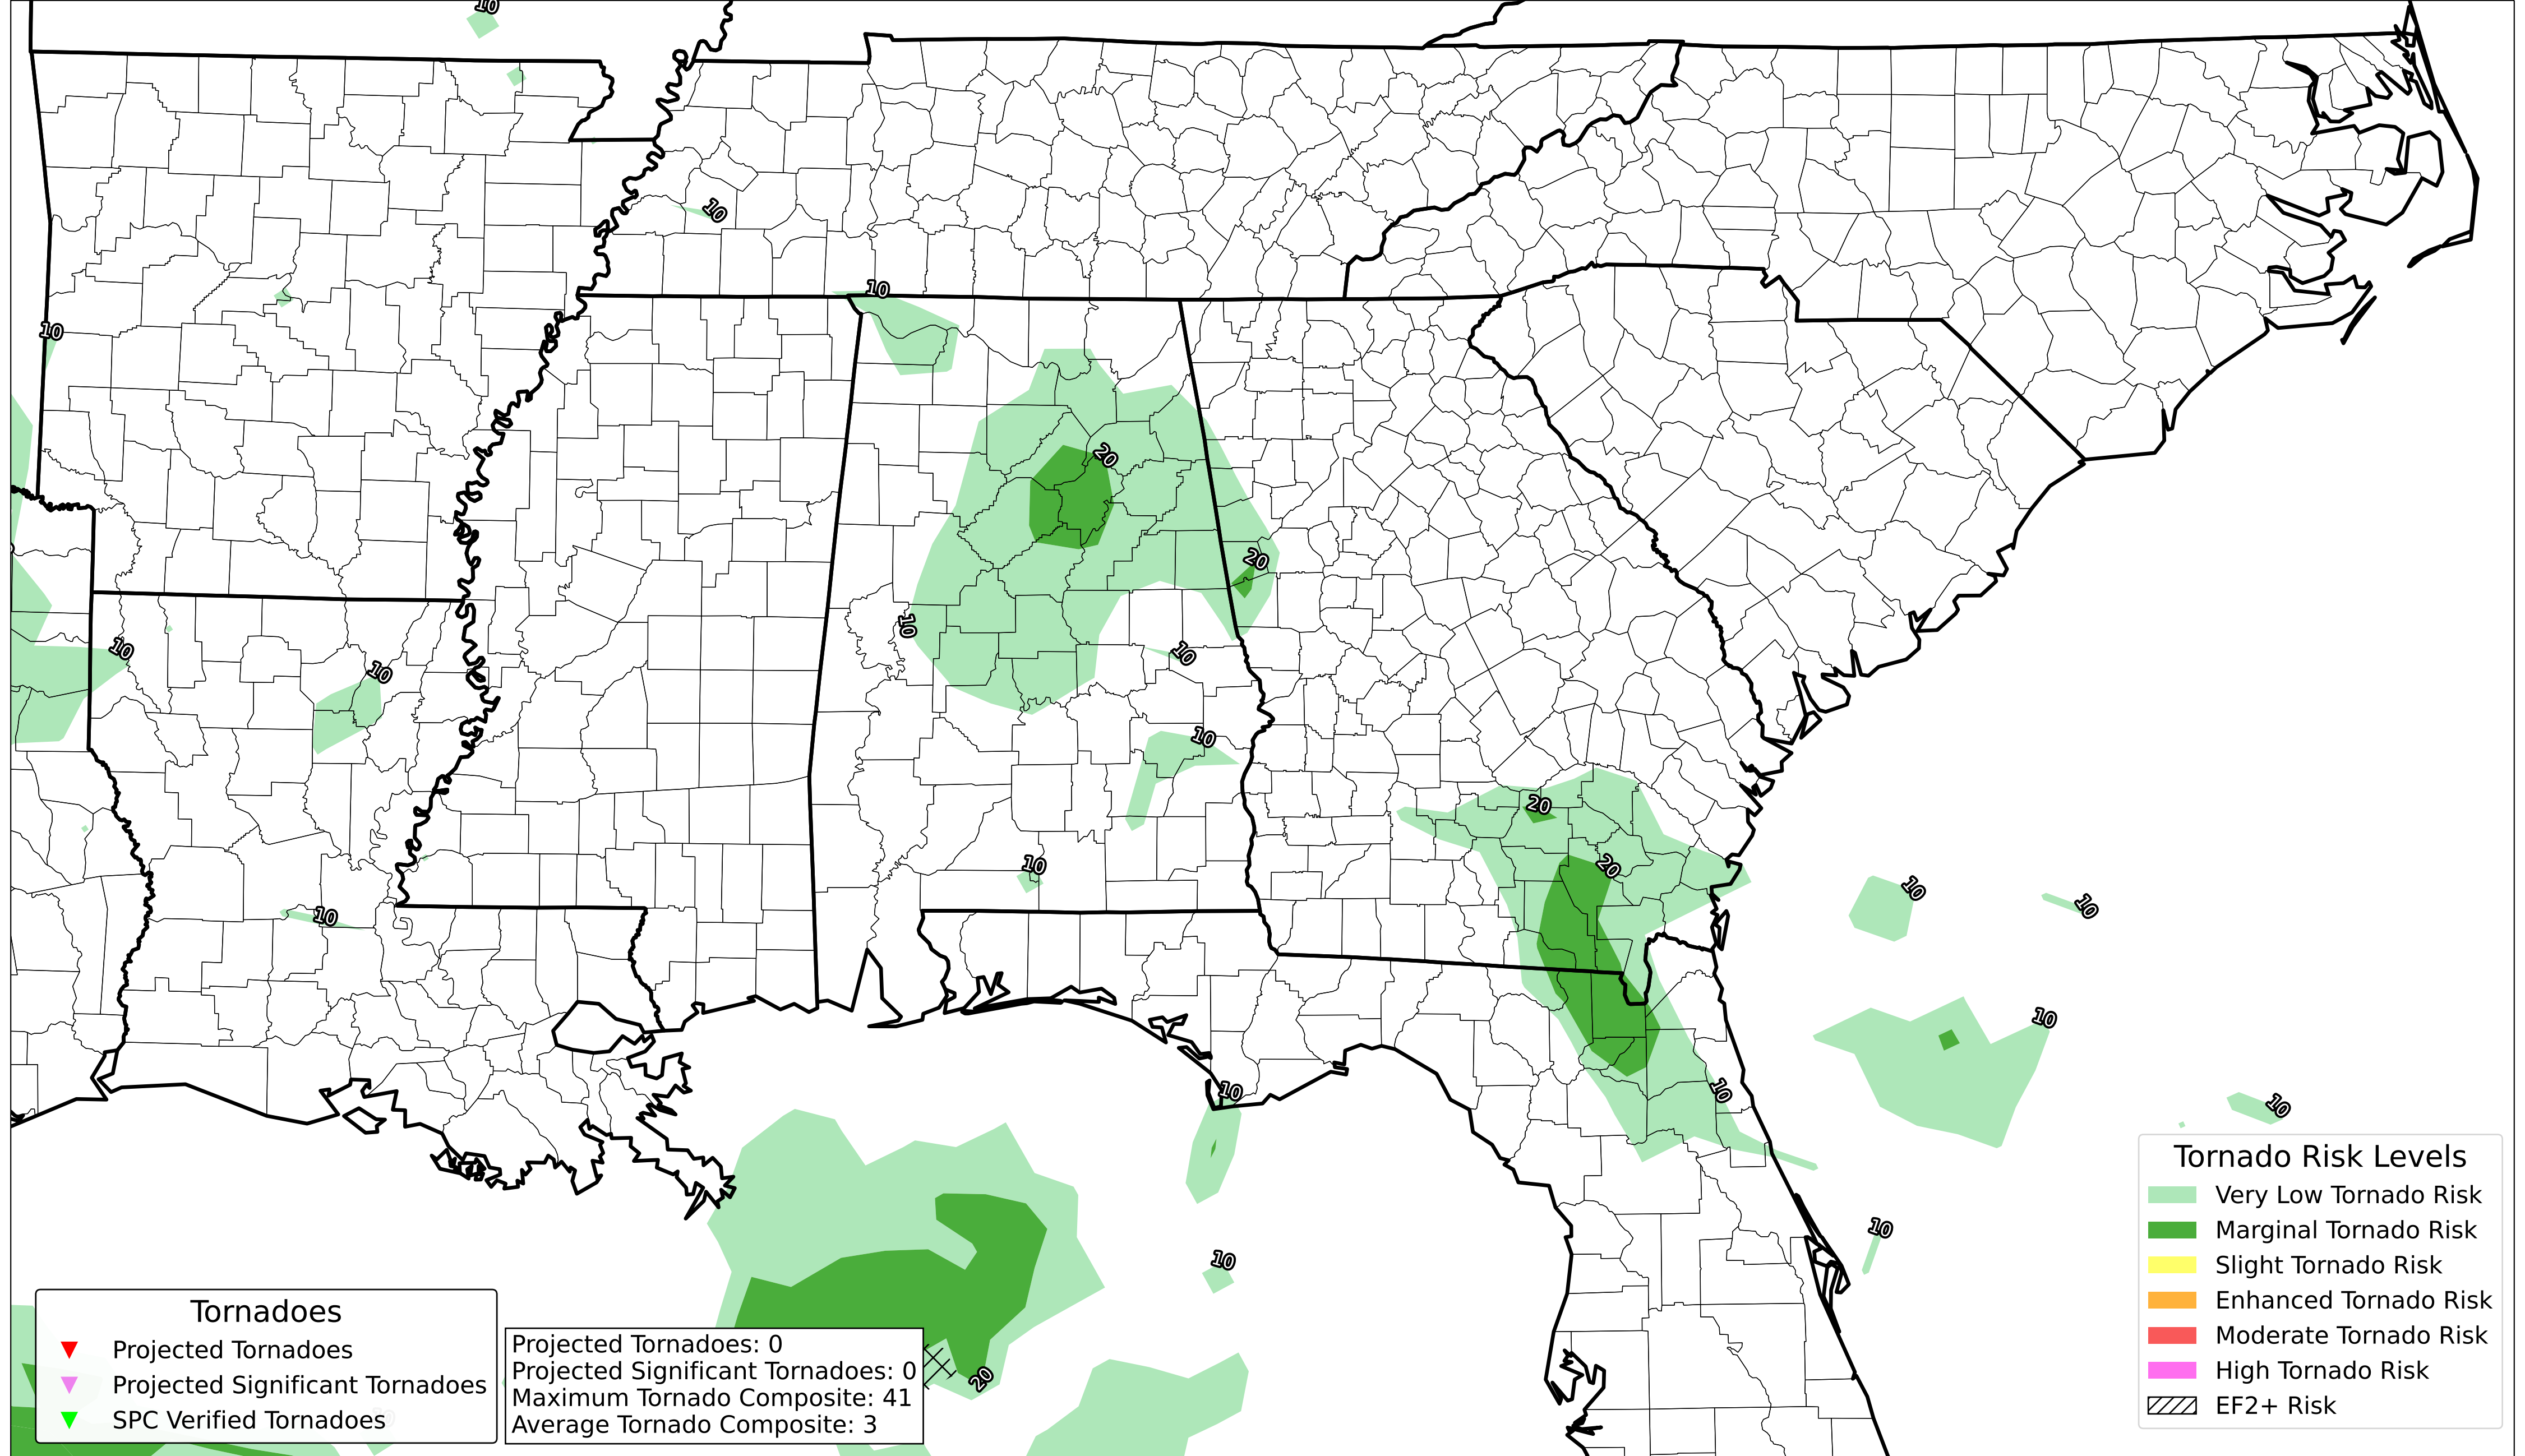 10
10
10
10
20
20
10
10
10
10
10
20
10
20
10
10
10
10
10
10
10
10
10
10
20
Tornado Risk Levels
Very Low Tornado Risk
Marginal Tornado Risk
Slight Tornado Risk
Enhanced Tornado Risk
Moderate Tornado Risk
High Tornado Risk
EF2+ Risk
Tornadoes
Projected Tornadoes
Projected Significant Tornadoes
SPC Verified Tornadoes
Projected Tornadoes: 0
Projected Significant Tornadoes: 0
Maximum Tornado Composite: 41
Average Tornado Composite: 3